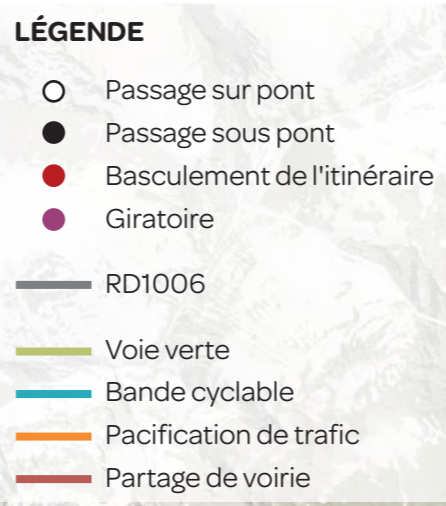 LÉGENDE
Passage sur pont
Passage sous pont
Basculement de l'itinéraire
Giratoire
RD1006
Voie verte
Bande cyclable
Pacification de trafic
Partage de voirie